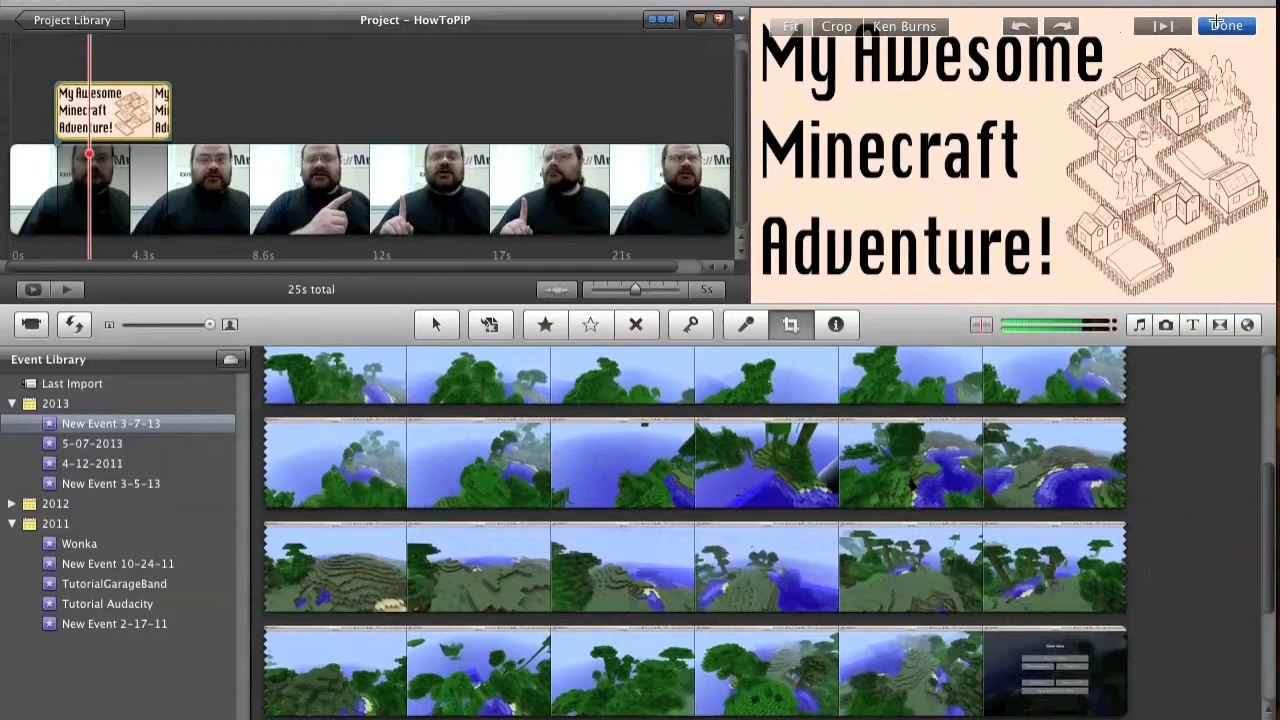 Project Library
Project – HowToPiP
Fit
Crop
Ken Burns
Done
My Awesome
Minecraft
Adventure!
My Awesome
Minecraft
Adventure!
My
Ad
0s
4.3s
8.6s
12s
17s
21s
25s total
5s
Event Library
Last Import
2013
New Event 3-7-13
5-07-2013
4-12-2011
New Event 3-5-13
2012
2011
Wonka
New Event 10-24-11
TutorialGarageBand
Tutorial Audacity
New Event 2-17-11